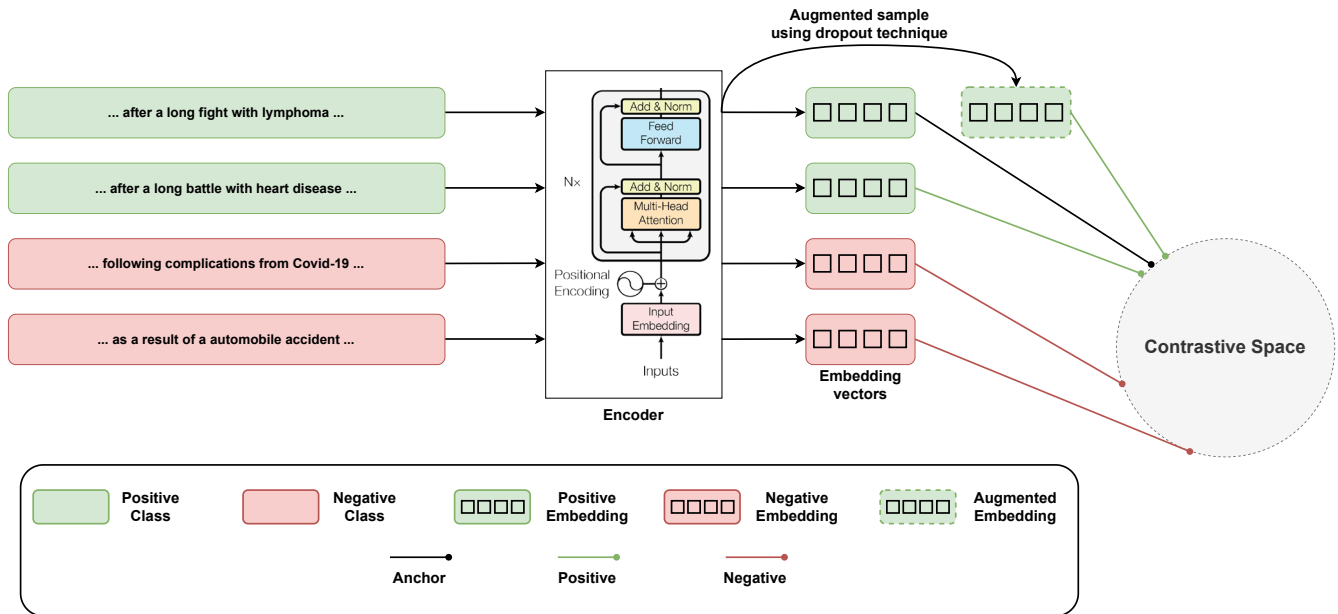 Augmented sample
using dropout technique
... after a long fight with lymphoma ...
... after a long battle with heart disease ...
... following complications from Covid-19 ...
... as a result of a automobile accident ...
Add & Norm
Feed
Forward
N×
Add & Norm
Multi-Head
Attention
Positional
Encoding
Input
Embedding
Inputs
Encoder
Embedding
vectors
Contrastive Space
Positive
Class
Negative
Class
Positive
Embedding
Negative
Embedding
Augmented
Embedding
Anchor
Positive
Negative